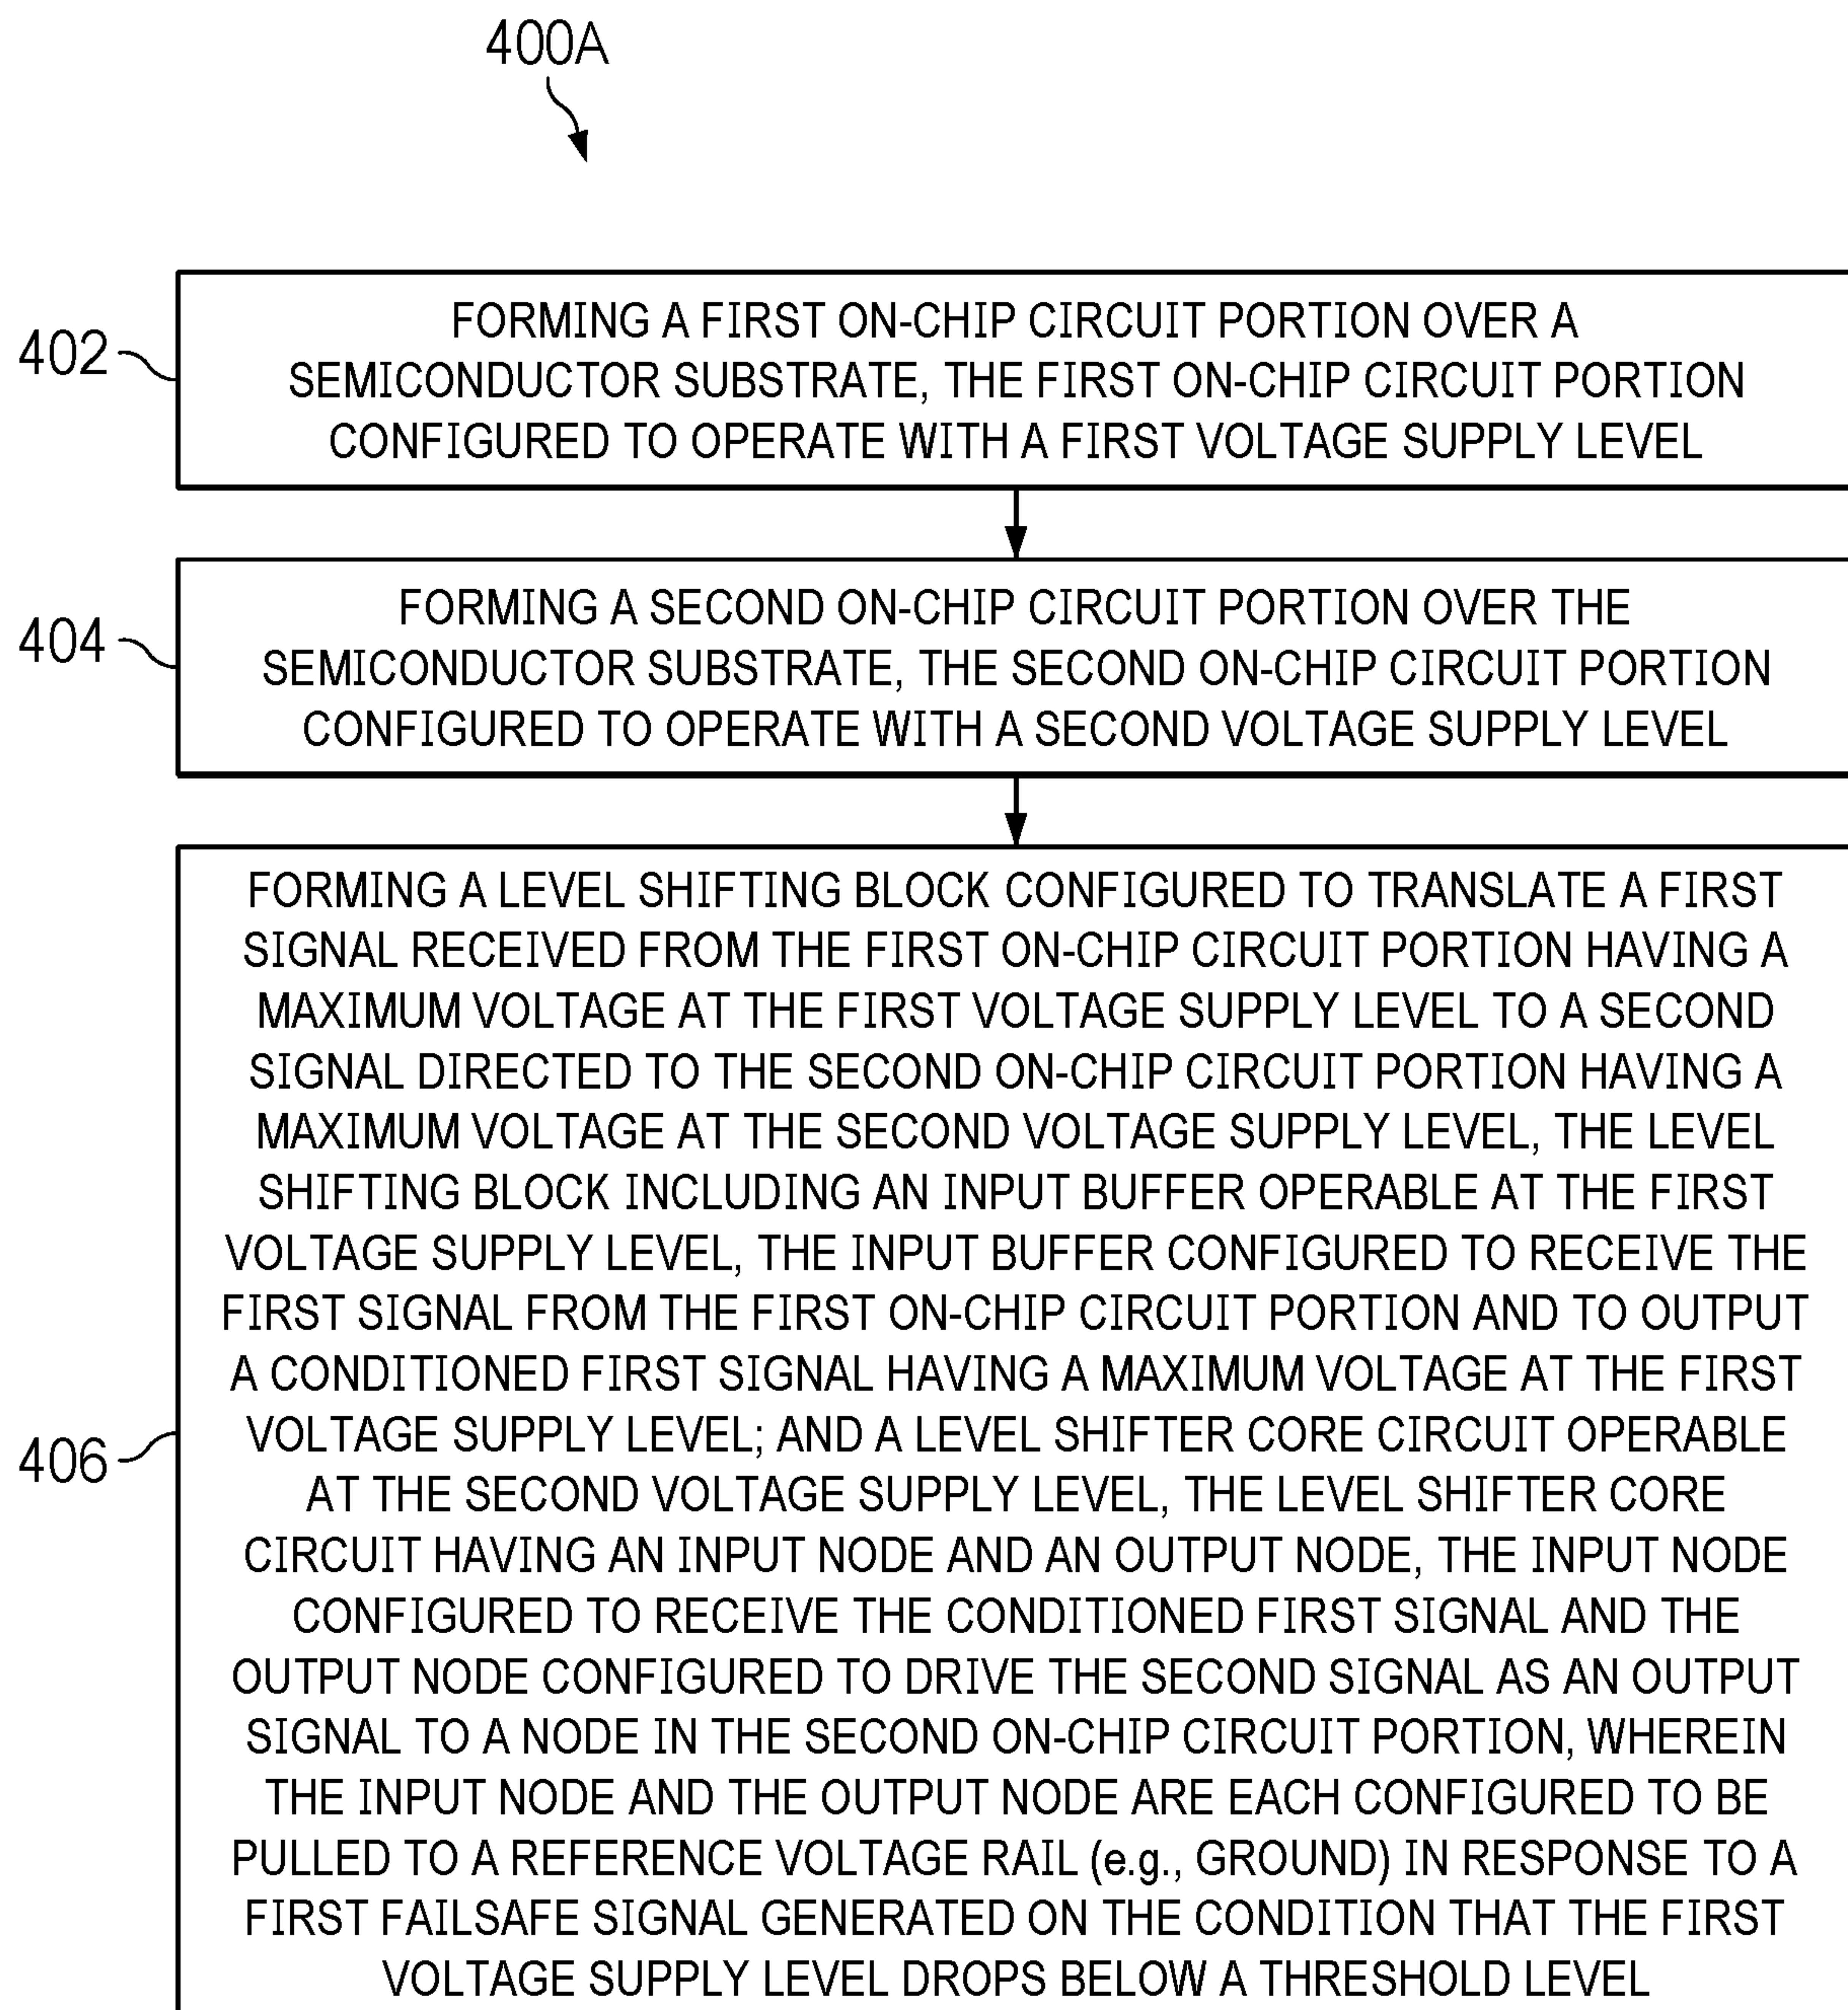 400A
402
FORMING A FIRST ON-CHIP CIRCUIT PORTION OVER A
SEMICONDUCTOR SUBSTRATE, THE FIRST ON-CHIP CIRCUIT PORTION
CONFIGURED TO OPERATE WITH A FIRST VOLTAGE SUPPLY LEVEL
404
FORMING A SECOND ON-CHIP CIRCUIT PORTION OVER THE
SEMICONDUCTOR SUBSTRATE, THE SECOND ON-CHIP CIRCUIT PORTION
CONFIGURED TO OPERATE WITH A SECOND VOLTAGE SUPPLY LEVEL
406
FORMING A LEVEL SHIFTING BLOCK CONFIGURED TO TRANSLATE A FIRST
SIGNAL RECEIVED FROM THE FIRST ON-CHIP CIRCUIT PORTION HAVING A
MAXIMUM VOLTAGE AT THE FIRST VOLTAGE SUPPLY LEVEL TO A SECOND
SIGNAL DIRECTED TO THE SECOND ON-CHIP CIRCUIT PORTION HAVING A
MAXIMUM VOLTAGE AT THE SECOND VOLTAGE SUPPLY LEVEL, THE LEVEL
SHIFTING BLOCK INCLUDING AN INPUT BUFFER OPERABLE AT THE FIRST
VOLTAGE SUPPLY LEVEL, THE INPUT BUFFER CONFIGURED TO RECEIVE THE
FIRST SIGNAL FROM THE FIRST ON-CHIP CIRCUIT PORTION AND TO OUTPUT
A CONDITIONED FIRST SIGNAL HAVING A MAXIMUM VOLTAGE AT THE FIRST
VOLTAGE SUPPLY LEVEL; AND A LEVEL SHIFTER CORE CIRCUIT OPERABLE
AT THE SECOND VOLTAGE SUPPLY LEVEL, THE LEVEL SHIFTER CORE
CIRCUIT HAVING AN INPUT NODE AND AN OUTPUT NODE, THE INPUT NODE
CONFIGURED TO RECEIVE THE CONDITIONED FIRST SIGNAL AND THE
OUTPUT NODE CONFIGURED TO DRIVE THE SECOND SIGNAL AS AN OUTPUT
SIGNAL TO A NODE IN THE SECOND ON-CHIP CIRCUIT PORTION, WHEREIN
THE INPUT NODE AND THE OUTPUT NODE ARE EACH CONFIGURED TO BE
PULLED TO A REFERENCE VOLTAGE RAIL (e.g., GROUND) IN RESPONSE TO A
FIRST FAILSAFE SIGNAL GENERATED ON THE CONDITION THAT THE FIRST
VOLTAGE SUPPLY LEVEL DROPS BELOW A THRESHOLD LEVEL